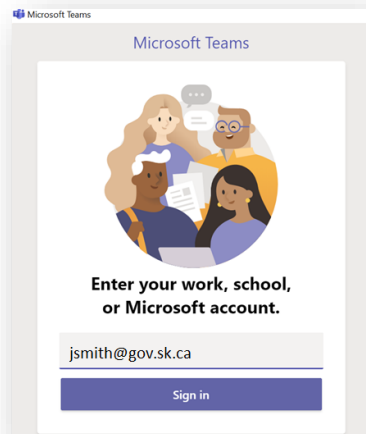 Microsoft Teams
Microsoft Teams
Enter your work, school,
or Microsoft account.
jsmith@gov.sk.ca
Sign in